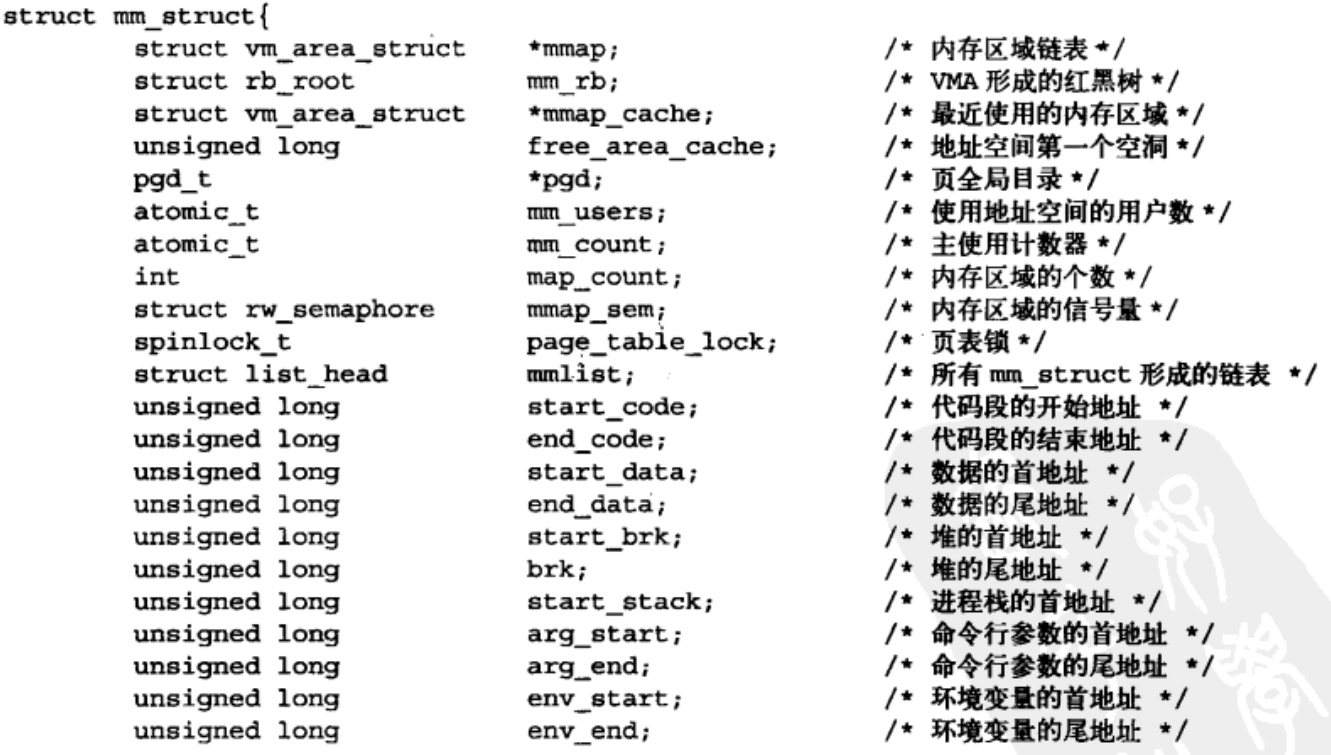 struct mm_struct{
struct vm_area_struct *mmap; /* 内存区域链表 */
struct rb_root mm_rb; /* VMA 形成的红黑树 */
struct vm_area_struct *mmap_cache; /* 最近使用的内存区域 */
unsigned long free_area_cache; /* 地址空间第一个空洞 */
pgd_t *pgd; /* 页全局目录 */
atomic_t mm_users; /* 使用地址空间的用户数 */
atomic_t mm_count; /* 主使用计数器 */
int map_count; /* 内存区域的个数 */
struct rw_semaphore mmap_sem; /* 内存区域的信号量 */
spinlock_t page_table_lock; /* 页表锁 */
struct list_head mmlist; /* 所有 mm_struct 形成的链表 */
unsigned long start_code; /* 代码段的开始地址 */
unsigned long end_code; /* 代码段的结束地址 */
unsigned long start_data; /* 数据的首地址 */
unsigned long end_data; /* 数据的尾地址 */
unsigned long start_brk; /* 堆的首地址 */
unsigned long brk; /* 堆的尾地址 */
unsigned long start_stack; /* 进程栈的首地址 */
unsigned long arg_start; /* 命令行参数的首地址 */
unsigned long arg_end; /* 命令行参数的尾地址 */
unsigned long env_start; /* 环境变量的首地址 */
unsigned long env_end; /* 环境变量的尾地址 */